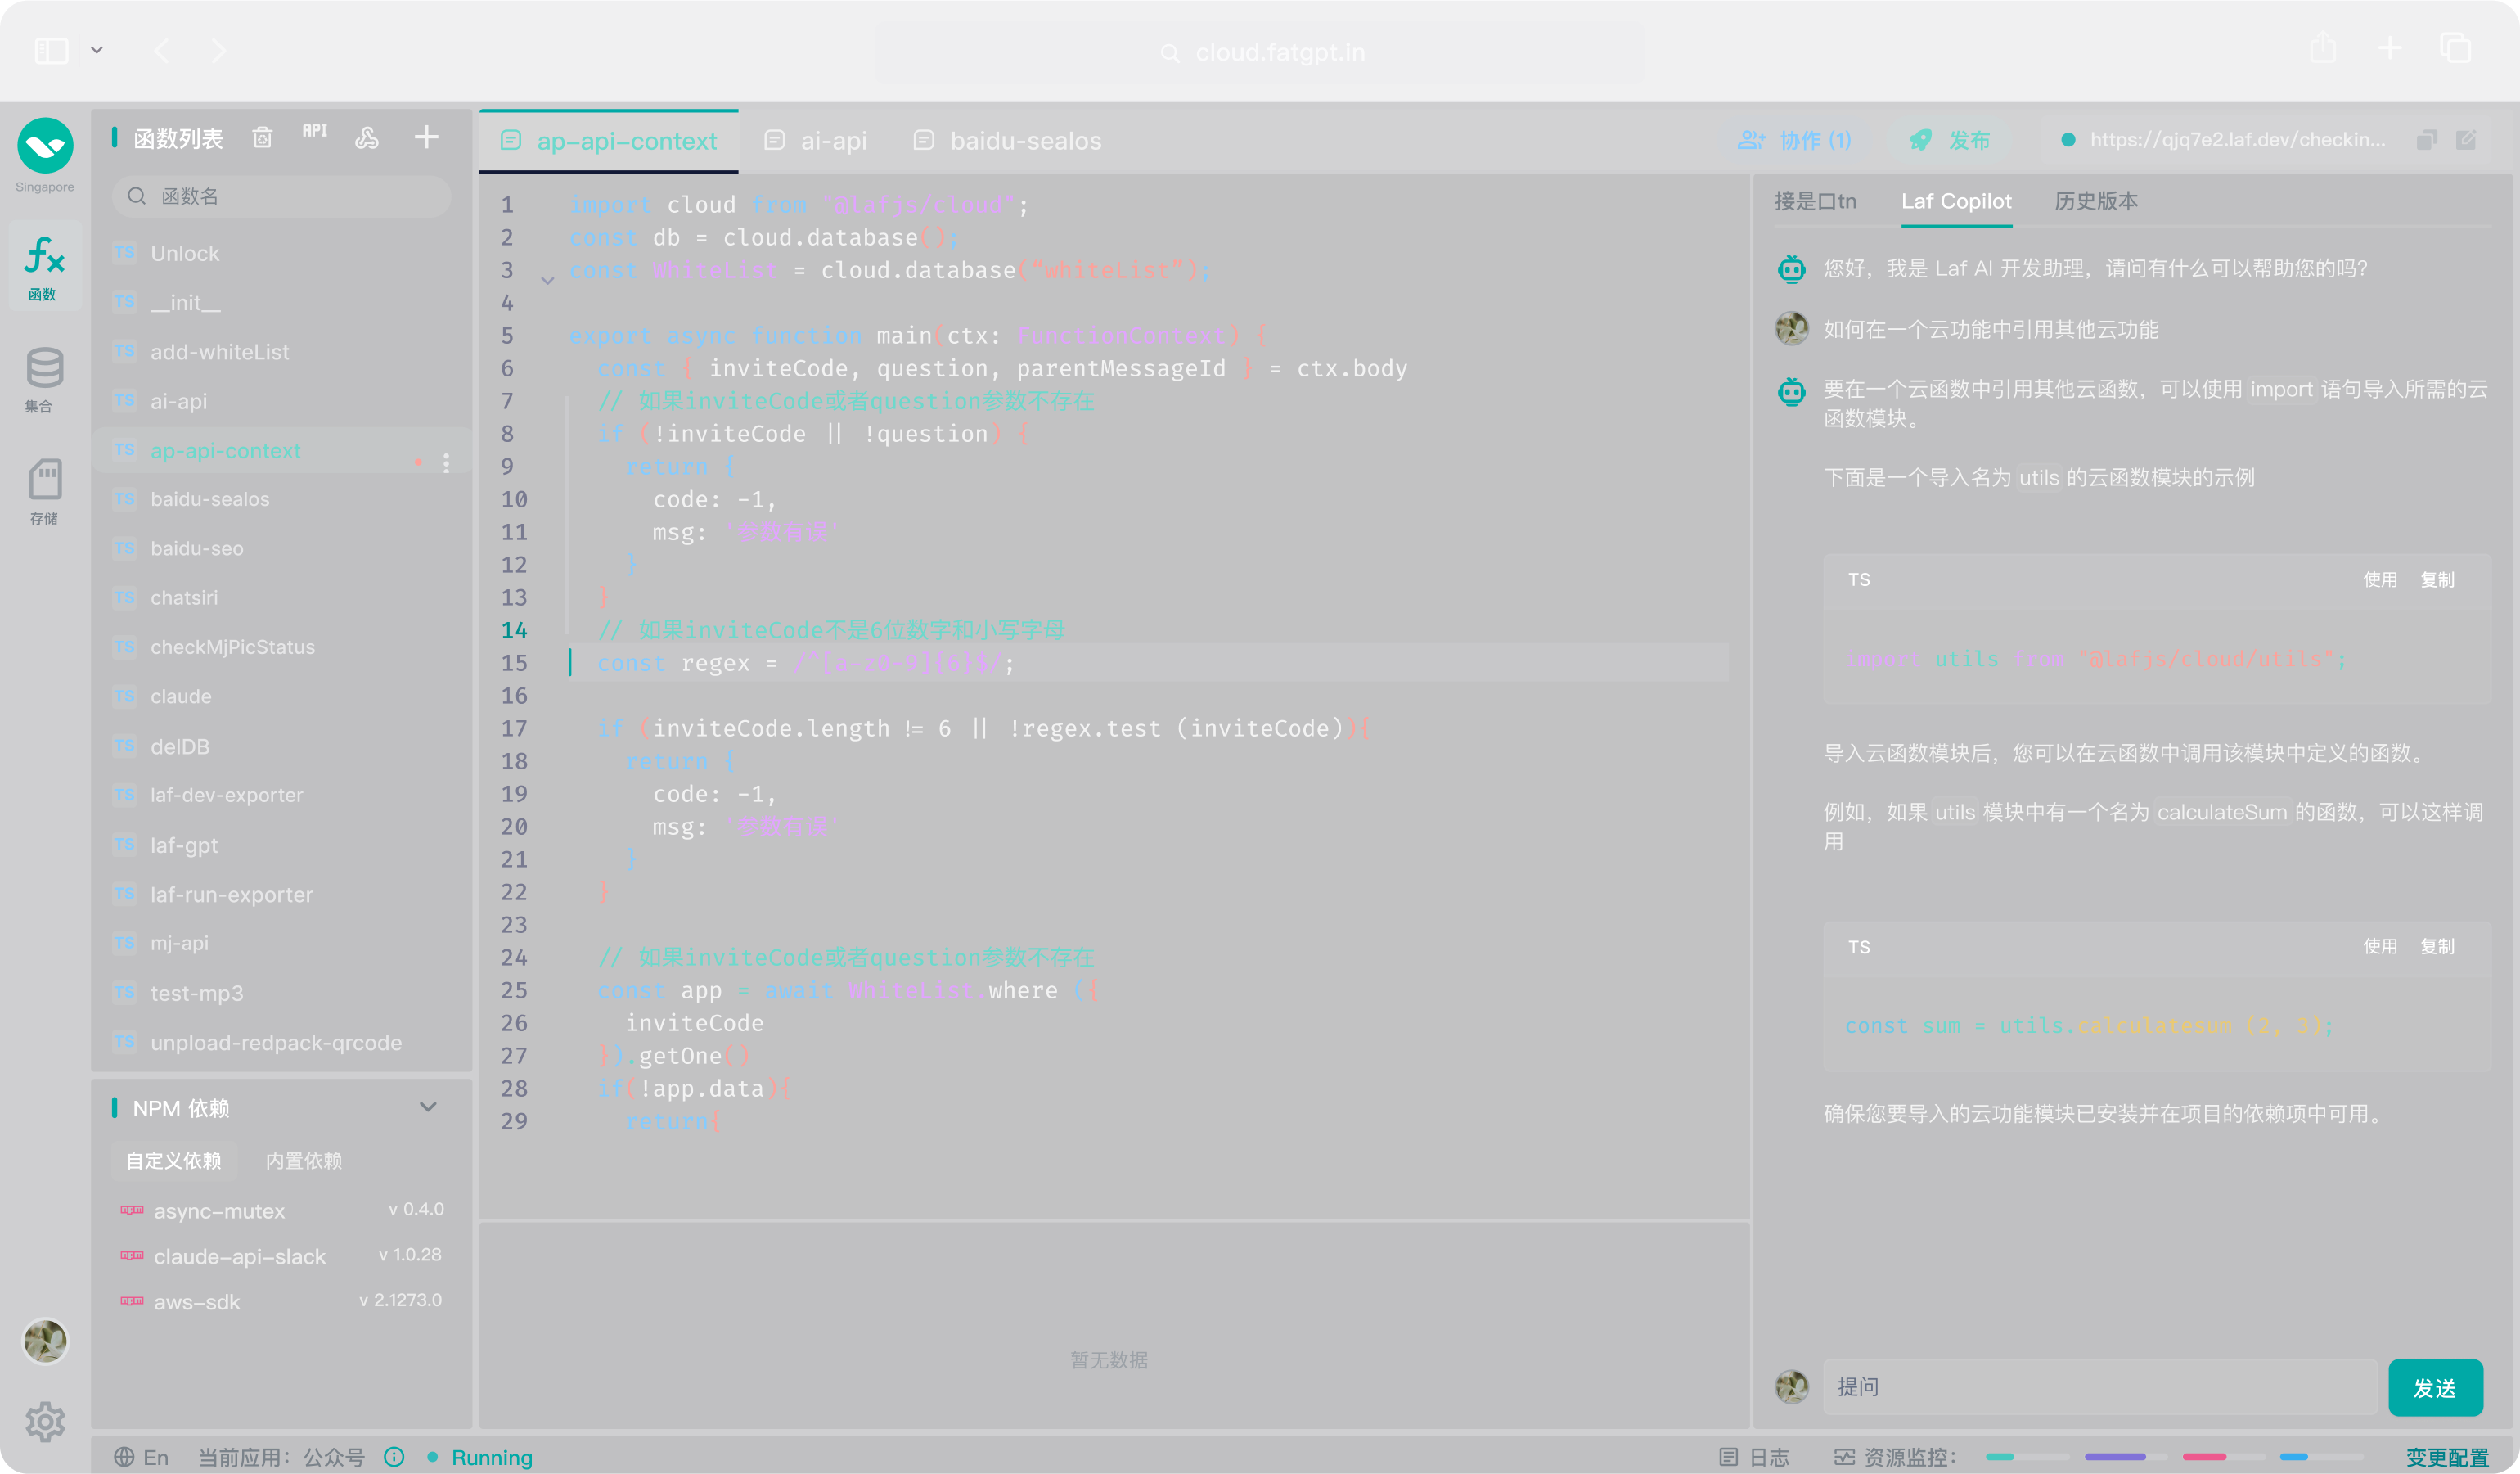 cloud.fatgpt.in
Singapore
函数
集合
存储
函数列表
API
函数名
TS Unlock
TS __init__
TS add-whiteList
TS ai-api
TS ap-api-context
TS baidu-sealos
TS baidu-seo
TS chatsiri
TS checkMjPicStatus
TS claude
TS delDB
TS laf-dev-exporter
TS laf-gpt
TS laf-run-exporter
TS mj-api
TS test-mp3
TS unpload-redpack-qrcode
NPM 依赖
自定义依赖 内置依赖
async-mutex v 0.4.0
claude-api-slack v 1.0.28
aws-sdk v 2.1273.0
ap-api-context ai-api baidu-sealos
协作 (1) 发布 https://qjq7e2.laf.dev/checkin...
1 import cloud from "@lafjs/cloud";
2 const db = cloud.database();
3 const WhiteList = cloud.database(“whiteList”);
4
5 export async function main(ctx: FunctionContext) {
6 const { inviteCode, question, parentMessageId } = ctx.body
7 // 如果inviteCode或者question参数不存在
8 if (!inviteCode || !question) {
9 return {
10 code: -1,
11 msg: '参数有误'
12 }
13 }
14 // 如果inviteCode不是6位数字和小写字母
15 const regex = /^[a-z0-9]{6}$/;
16
17 if (inviteCode.length != 6 || !regex.test (inviteCode)){
18 return {
19 code: -1,
20 msg: '参数有误'
21 }
22 }
23
24 // 如果inviteCode或者question参数不存在
25 const app = await WhiteList.where ({
26 inviteCode
27 }).getOne()
28 if(!app.data){
29 return{
暂无数据
接是口tn Laf Copilot 历史版本
您好，我是 Laf AI 开发助理，请问有什么可以帮助您的吗?
如何在一个云功能中引用其他云功能
要在一个云函数中引用其他云函数，可以使用 import 语句导入所需的云
函数模块。
下面是一个导入名为 utils 的云函数模块的示例
TS 使用 复制
import utils from "@lafjs/cloud/utils";
导入云函数模块后，您可以在云函数中调用该模块中定义的函数。
例如，如果 utils 模块中有一个名为 calculateSum 的函数，可以这样调
用
TS 使用 复制
const sum = utils.calculatesum (2, 3);
确保您要导入的云功能模块已安装并在项目的依赖项中可用。
提问 发送
En 当前应用：公众号 Running
日志 资源监控： 变更配置